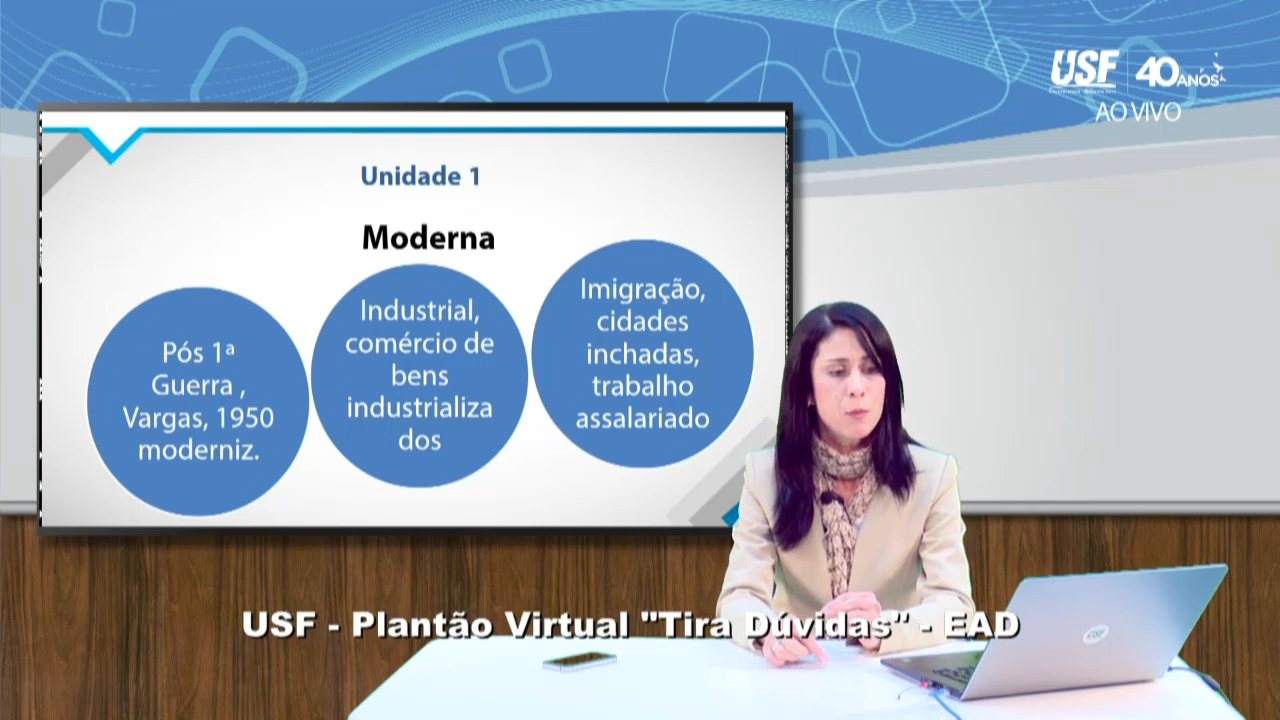 USF
40 ANOS
AO VIVO
Unidade 1
Moderna
Pós 1ª
Guerra ,
Vargas, 1950
moderniz.
Industrial,
comércio de
bens
industrializa
dos
Imigração,
cidades
inchadas,
trabalho
assalariado
USF - Plantão Virtual "Tira Dúvidas" - EAD
USF